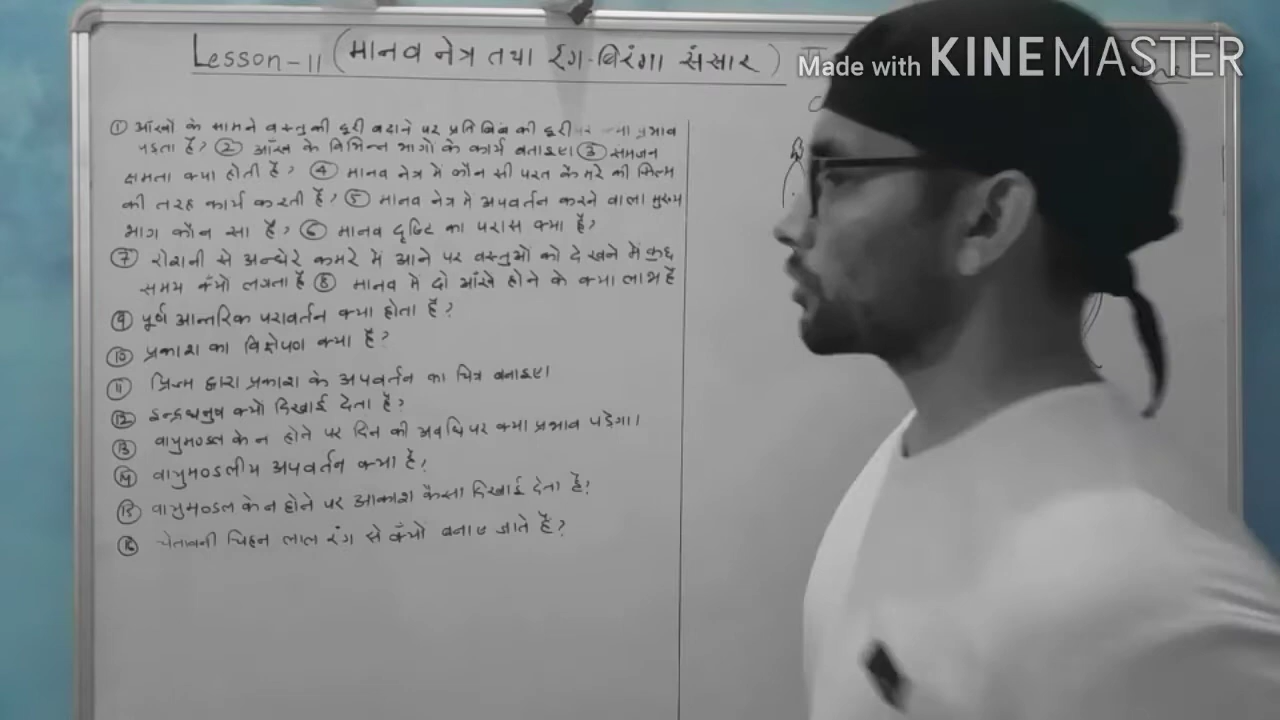 Lesson-11 (मानव नेत्र तथा रंग-बिरंगा संसार)
Made with KINEMASTER
① आँखों के सामने वस्तु की दूरी बढाने पर प्रतिबिंब की दूरी पर प्रभाव
पड़ता है? ② आँख के विभिन्न भागो के कार्य बताइए। ③ समंजन
क्षमता क्या होती है? ④ मानव नेत्र में कौन सी परत कैमरे की फिल्म
की तरह कार्य करती है? ⑤ मानव नेत्र मे अपवर्तन करने वाला मुख्य
भाग कौन सा है? ⑥ मानव दृष्टि का परास क्या है?
⑦ रोशनी से अन्धेरे कमरे में आने पर वस्तुओं को देखने में कुछ
समय क्यों लगता है ⑧ मानव मे दो आँखे होने के क्या लाभ है
⑨ पूर्ण आन्तरिक परावर्तन क्या होता है?
⑩ प्रकाश का विक्षेपण क्या है?
⑪ प्रिज्म द्वारा प्रकाश के अपवर्तन का चित्र बनाइए।
⑫ इन्द्रधनुष क्यों दिखाई देता है?
⑬ वायुमण्डल के न होने पर दिन की अवधि पर क्या प्रभाव पड़ेगा।
⑭ वायुमण्डलीय अपवर्तन क्या है?
⑮ वायुमण्डल के न होने पर आकाश कैसा दिखाई देता है?
⑯ चेतावनी चिहन लाल रंग से क्यों बनाए जाते है?